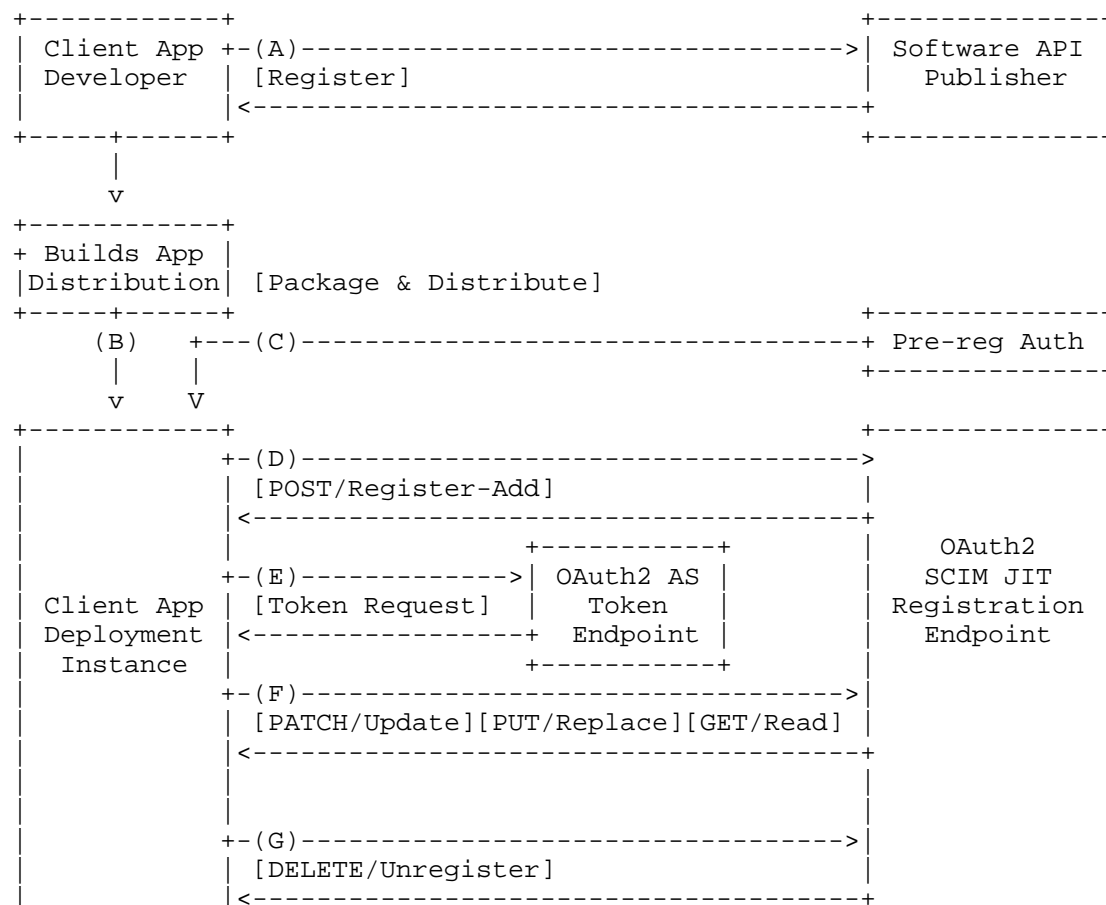 Client App (A) Software API
Developer [Register] Publisher
v
Builds App
Distribution [Package & Distribute]
(B) (C) Pre-reg Auth
v V
(D)
[POST/Register-Add]
OAuth2
(E) OAuth2 AS SCIM JIT
Client App [Token Request] Token Registration
Deployment Endpoint Endpoint
Instance
(F)
[PATCH/Update][PUT/Replace][GET/Read]
(G)
[DELETE/Unregister]